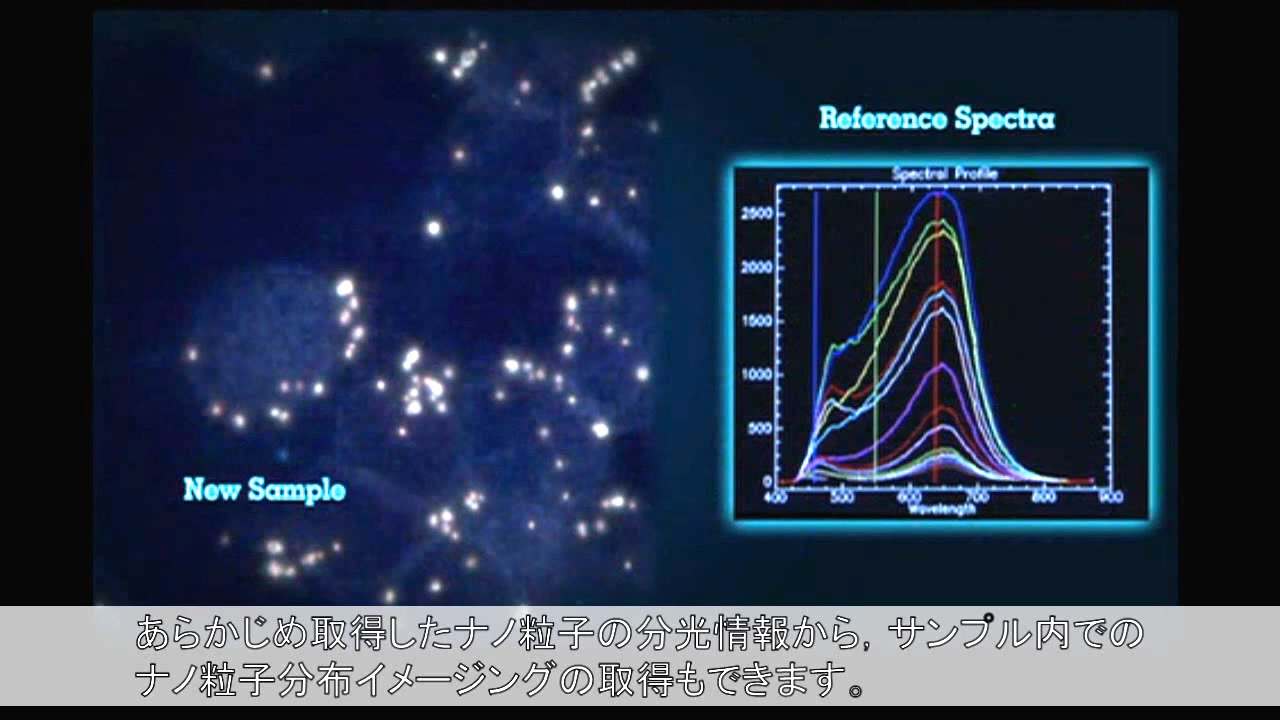 Reference Spectra
Spectral Profile
2500
2000
1500
1000
500
0
400 500 600 700 800 900
Wavelength
New Sample
あらかじめ取得したナノ粒子の分光情報から，サンプル内での
ナノ粒子分布イメージングの取得もできます。